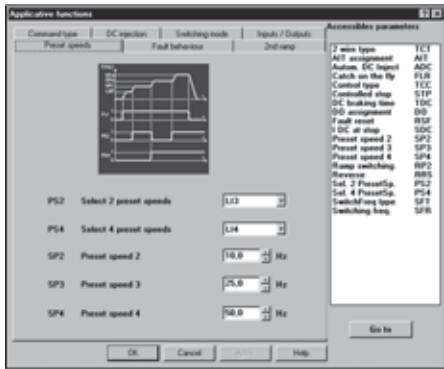 Applicative functions
Command type
DC injection
Switching mode
Inputs / Outputs
Preset speeds
Fault behaviour
2nd ramp
PS2 Select 2 preset speeds LI3
PS4 Select 4 preset speeds LI4
SP2 Preset speed 2 10,0 Hz
SP3 Preset speed 3 25,0 Hz
SP4 Preset speed 4 50,0 Hz
OK
Cancel
Apply
Help
Accessibles parameters
2 wire type TCT
AIT assignment AIT
Autom. DC Inject ADC
Catch on the fly FLR
Control type TCC
Controlled stop STP
DC braking time TDC
DO assignment DO
Fault reset RSF
I DC at stop SDC
Preset speed 2 SP2
Preset speed 3 SP3
Preset speed 4 SP4
Ramp switching RP2
Reverse RRS
Sel. 2 PresetSp. PS2
Sel. 4 PresetSp. PS4
SwitchFreq type SFT
Switching freq. SFR
Go to